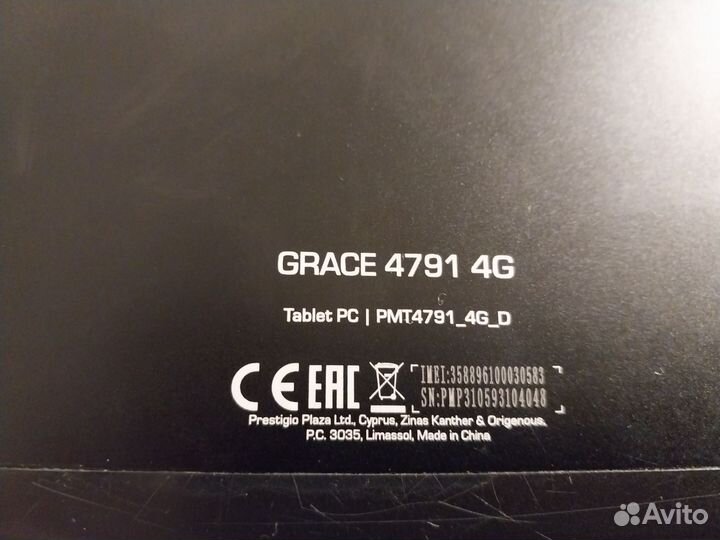 GRACE 4791 4G
Tablet PC | PMT4791_4G_D
CE EAC IMEI:358896100030583
SN:PMP310593104048
Prestigio Plaza Ltd., Cyprus, Zinas Kanther & Origenous,
P.C. 3035, Limassol, Made in China
Avito